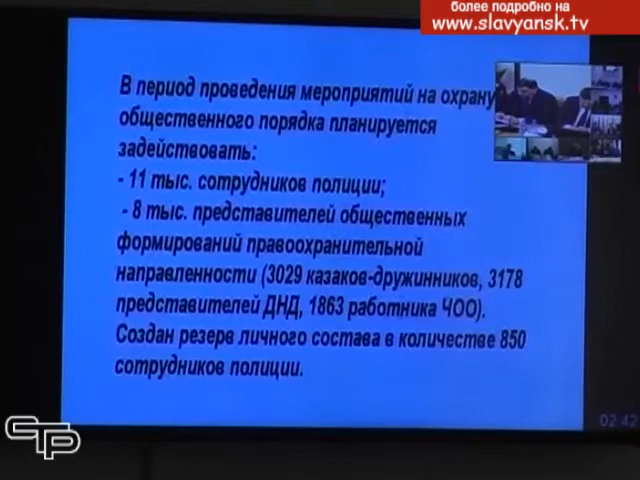 более подробно на
www.slavyansk.tv
В период проведения мероприятий на охрану
общественного порядка планируется
задействовать:
- 11 тыс. сотрудников полиции;
- 8 тыс. представителей общественных
формирований правоохранительной
направленности (3029 казаков-дружинников, 3178
представителей ДНД, 1863 работника ЧОО).
Создан резерв личного состава в количестве 850
сотрудников полиции.
СТР
02:42